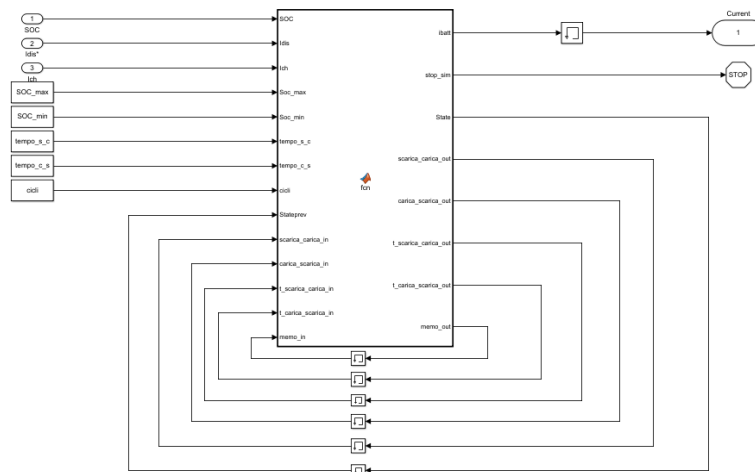 1
SOC
2
Idis*
3
Ich
SOC_max
SOC_min
tempo_s_c
tempo_c_s
cicli
SOC
Idis
Ich
Soc_max
Soc_min
tempo_s_c
tempo_c_s
cicli
Stateprev
scarica_carica_in
carica_scarica_in
t_scarica_carica_in
t_carica_scarica_in
memo_in
fcn
ibatt
stop_sim
State
scarica_carica_out
carica_scarica_out
t_scarica_carica_out
t_carica_scarica_out
memo_out
Current
1
STOP